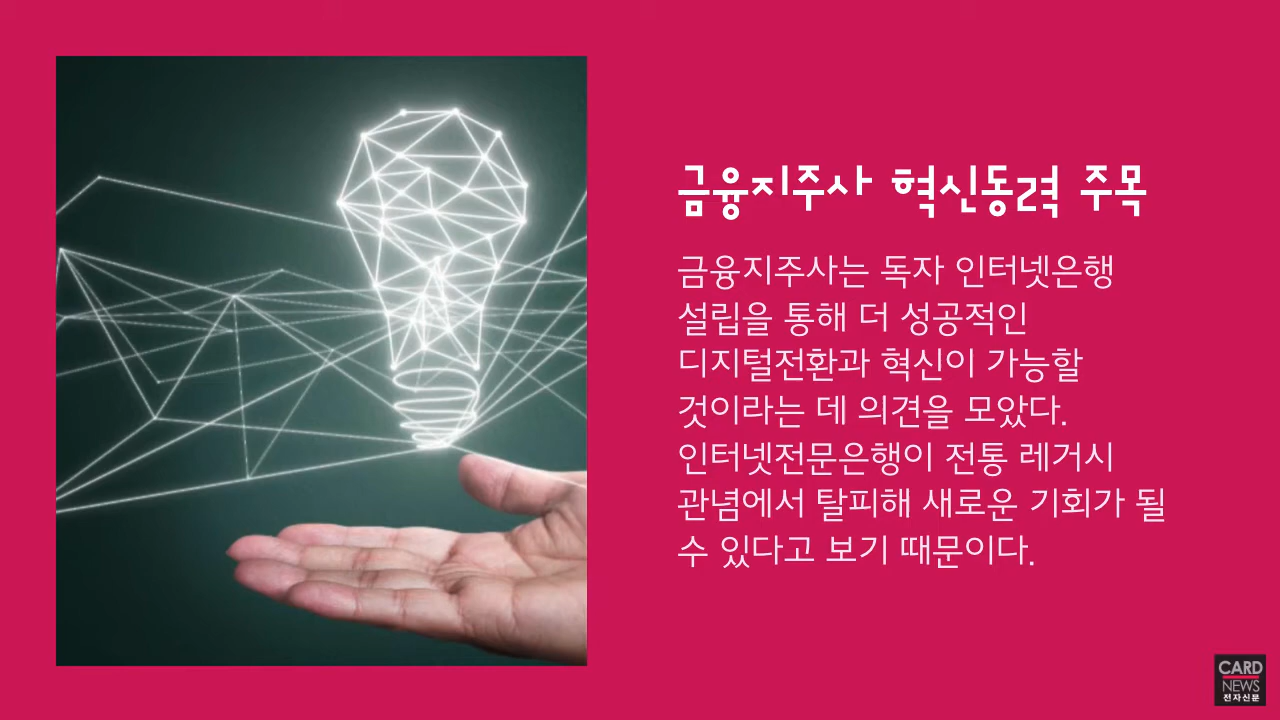 금융지주사 혁신동력 주목
금융지주사는 독자 인터넷은행
설립을 통해 더 성공적인
디지털전환과 혁신이 가능할
것이라는 데 의견을 모았다.
인터넷전문은행이 전통 레거시
관념에서 탈피해 새로운 기회가 될
수 있다고 보기 때문이다.
CARD
NEWS
전자신문